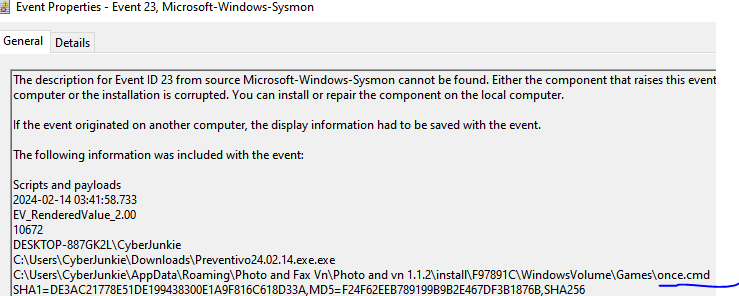 Event Properties - Event 23, Microsoft-Windows-Sysmon
General Details
The description for Event ID 23 from source Microsoft-Windows-Sysmon cannot be found. Either the component that raises this event
computer or the installation is corrupted. You can install or repair the component on the local computer.
If the event originated on another computer, the display information had to be saved with the event.
The following information was included with the event:
Scripts and payloads
2024-02-14 03:41:58.733
EV_RenderedValue_2.00
10672
DESKTOP-887GK2L\CyberJunkie
C:\Users\CyberJunkie\Downloads\Preventivo24.02.14.exe.exe
C:\Users\CyberJunkie\AppData\Roaming\Photo and Fax Vn\Photo and vn 1.1.2\install\F97891C\WindowsVolume\Games\once.cmd
SHA1=DE3AC21778E51DE199438300E1A9F816C618D33A,MD5=F24F62EEB789199B9B2E467DF3B1876B,SHA256